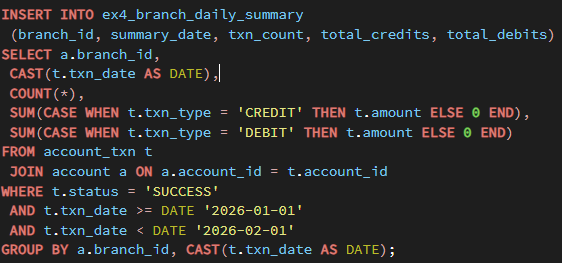 INSERT INTO ex4_branch_daily_summary
(branch_id, summary_date, txn_count, total_credits, total_debits)
SELECT a.branch_id,
CAST(t.txn_date AS DATE),
COUNT(*),
SUM(CASE WHEN t.txn_type = 'CREDIT' THEN t.amount ELSE 0 END),
SUM(CASE WHEN t.txn_type = 'DEBIT' THEN t.amount ELSE 0 END)
FROM account_txn t
JOIN account a ON a.account_id = t.account_id
WHERE t.status = 'SUCCESS'
AND t.txn_date >= DATE '2026-01-01'
AND t.txn_date < DATE '2026-02-01'
GROUP BY a.branch_id, CAST(t.txn_date AS DATE);